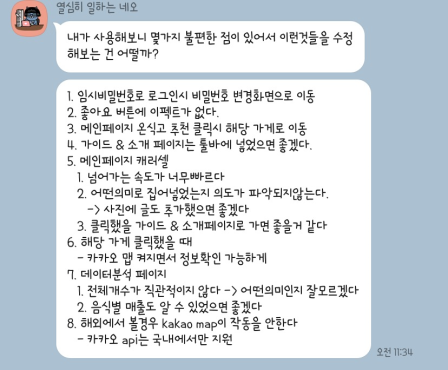 열심히 일하는 네오
내가 사용해보니 몇가지 불편한 점이 있어서 이런것들을 수정
해보는 건 어떨까?
1. 임시비밀번호로 로그인시 비밀번호 변경화면으로 이동
2. 좋아요 버튼에 이펙트가 없다.
3. 메인페이지 온식고 추천 클릭시 해당 가게로 이동
4. 가이드 & 소개 페이지는 툴바에 넣었으면 좋겠다.
5. 메인페이지 캐러셀
1. 넘어가는 속도가 너무빠르다
2. 어떤의미로 집어넣었는지 의도가 파악되지않는다.
-> 사진에 글도 추가했으면 좋겠다
3. 클릭했을 가이드 & 소개페이지로 가면 좋을거 같다
6. 해당 가게 클릭했을 때
- 카카오 맵 켜지면서 정보확인 가능하게
7. 데이터분석 페이지
1. 전체개수가 직관적이지 않다 -> 어떤의미인지 잘모르겠다
2. 음식별 매출도 알 수 있었으면 좋겠다
8. 해외에서 볼경우 kakao map이 작동을 안한다
- 카카오 api는 국내에서만 지원
오전 11:34